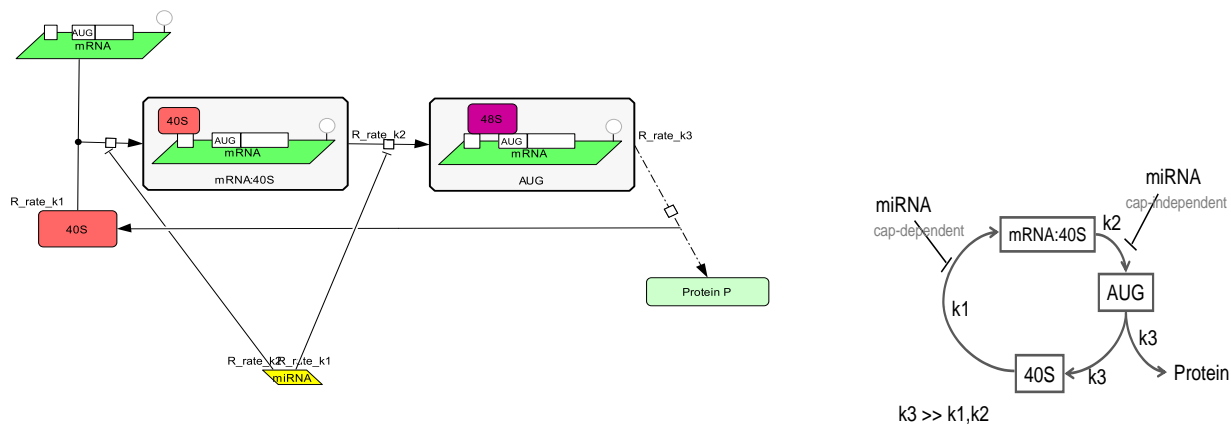 AUG
mRNA
40S
AUG
mRNA
mRNA:40S
R_rate_k2
48S
AUG
mRNA
AUG
R_rate_k3
R_rate_k1
40S
Protein P
R_rate_k2
R_rate_k1
miRNA
miRNA
cap-dependent
miRNA
cap-independent
mRNA:40S
k2
AUG
k1
k3
40S
k3
Protein
k3 >> k1,k2